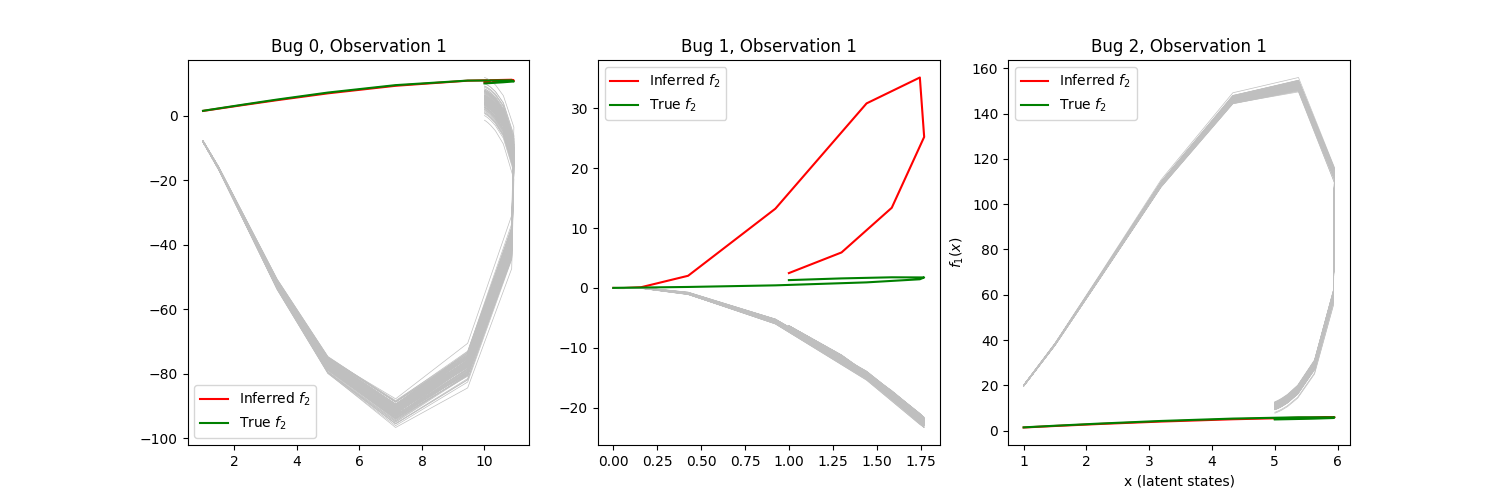 Bug 0, Observation 1
Inferred f₂
True f₂
0
−20
−40
−60
−80
−100
2 4 6 8 10
Bug 1, Observation 1
Inferred f₂
True f₂
30
20
10
0
−10
−20
0.00 0.25 0.50 0.75 1.00 1.25 1.50 1.75
Bug 2, Observation 1
Inferred f₂
True f₂
f₁(x)
160
140
120
100
80
60
40
20
0
1 2 3 4 5 6
x (latent states)